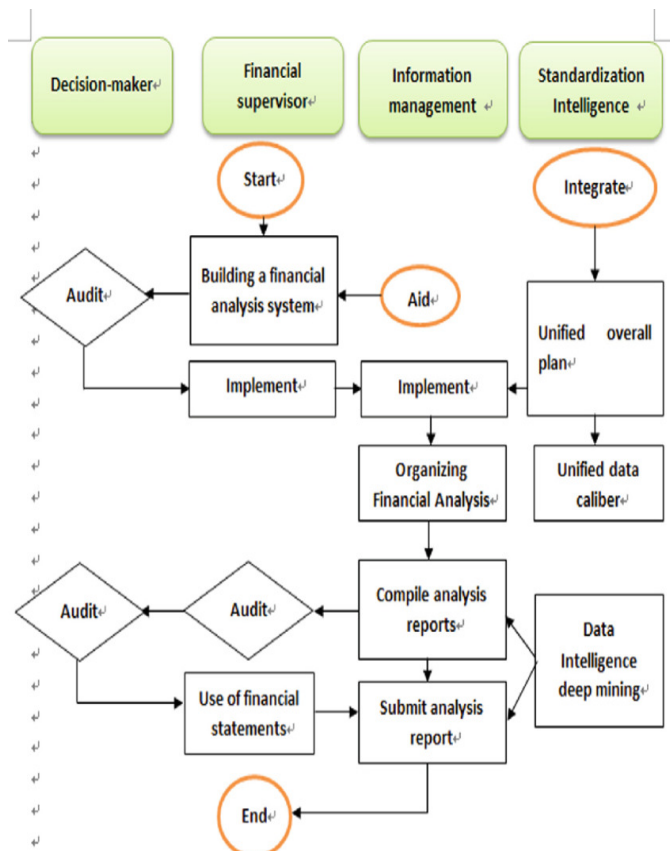 Decision-maker
Financial
supervisor
Information
management
Standardization
Intelligence
Start
Integrate
Audit
Building a financial
analysis system
Aid
Unified overall
plan
Implement
Implement
Organizing
Financial Analysis
Unified data
caliber
Audit
Audit
Compile analysis
reports
Data
Intelligence
deep mining
Use of financial
statements
Submit analysis
report
End